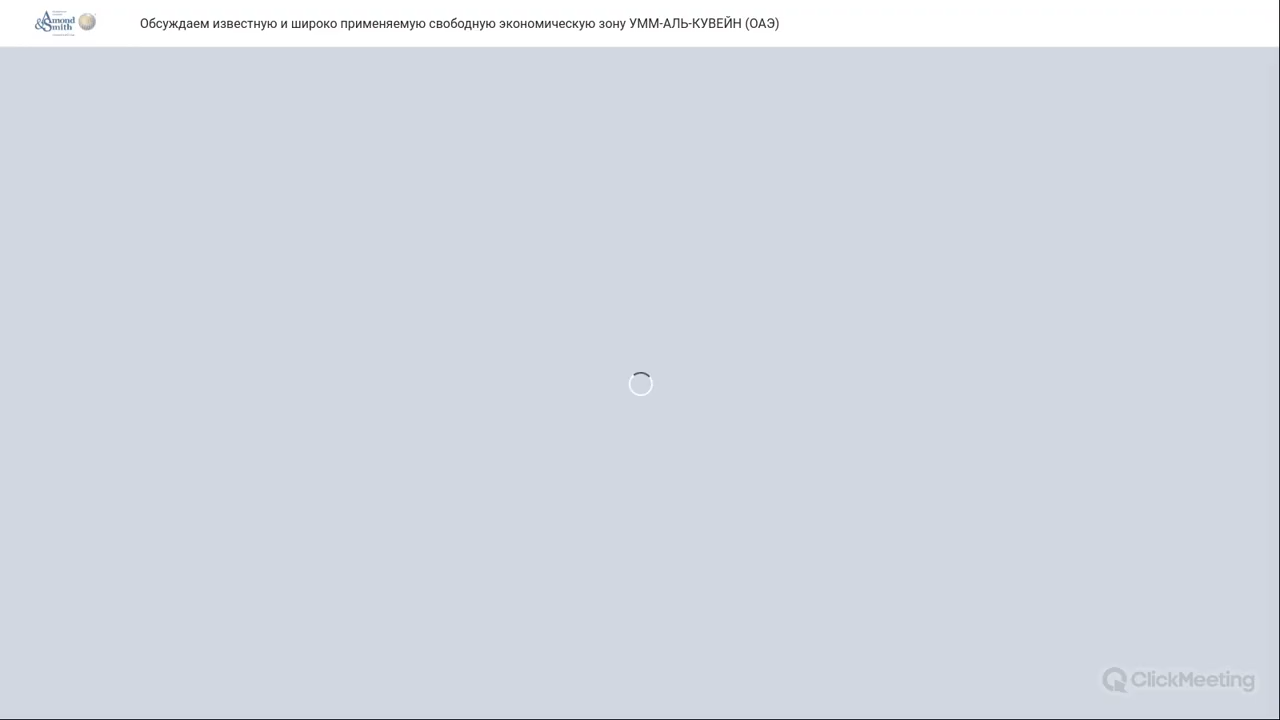 Amond
&Smith
Обсуждаем известную и широко применяемую свободную экономическую зону УММ-АЛЬ-КУВЕЙН (ОАЭ)
ClickMeeting